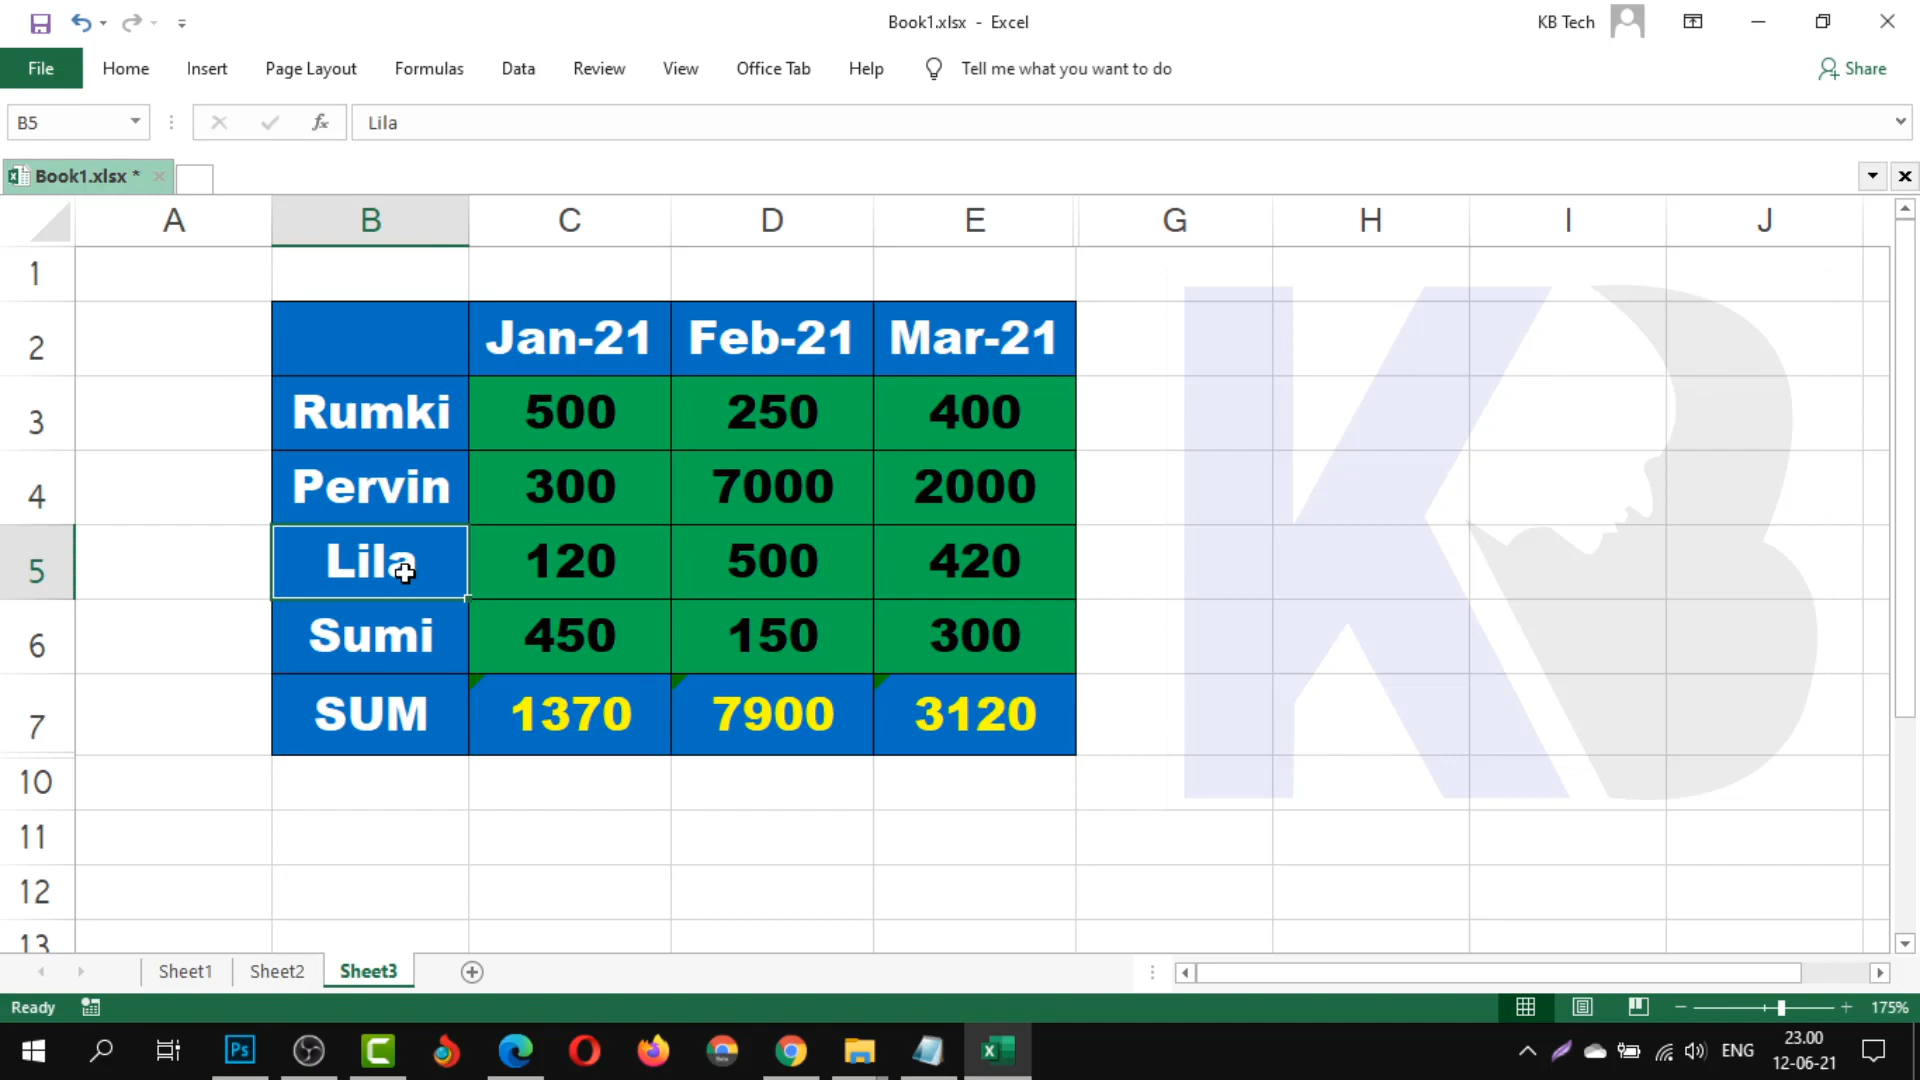 Book1.xlsx - Excel
KB Tech
File Home Insert Page Layout Formulas Data Review View Office Tab Help Tell me what you want to do Share
B5 fx Lila
Book1.xlsx *
A B C D E G H I J
1
2 Jan-21 Feb-21 Mar-21
3 Rumki 500 250 400
4 Pervin 300 7000 2000
5 Lila 120 500 420
6 Sumi 450 150 300
7 SUM 1370 7900 3120
10
11
12
13
KB
Sheet1 Sheet2 Sheet3
Ready 175%
Ps ENG 23.00
12-06-21